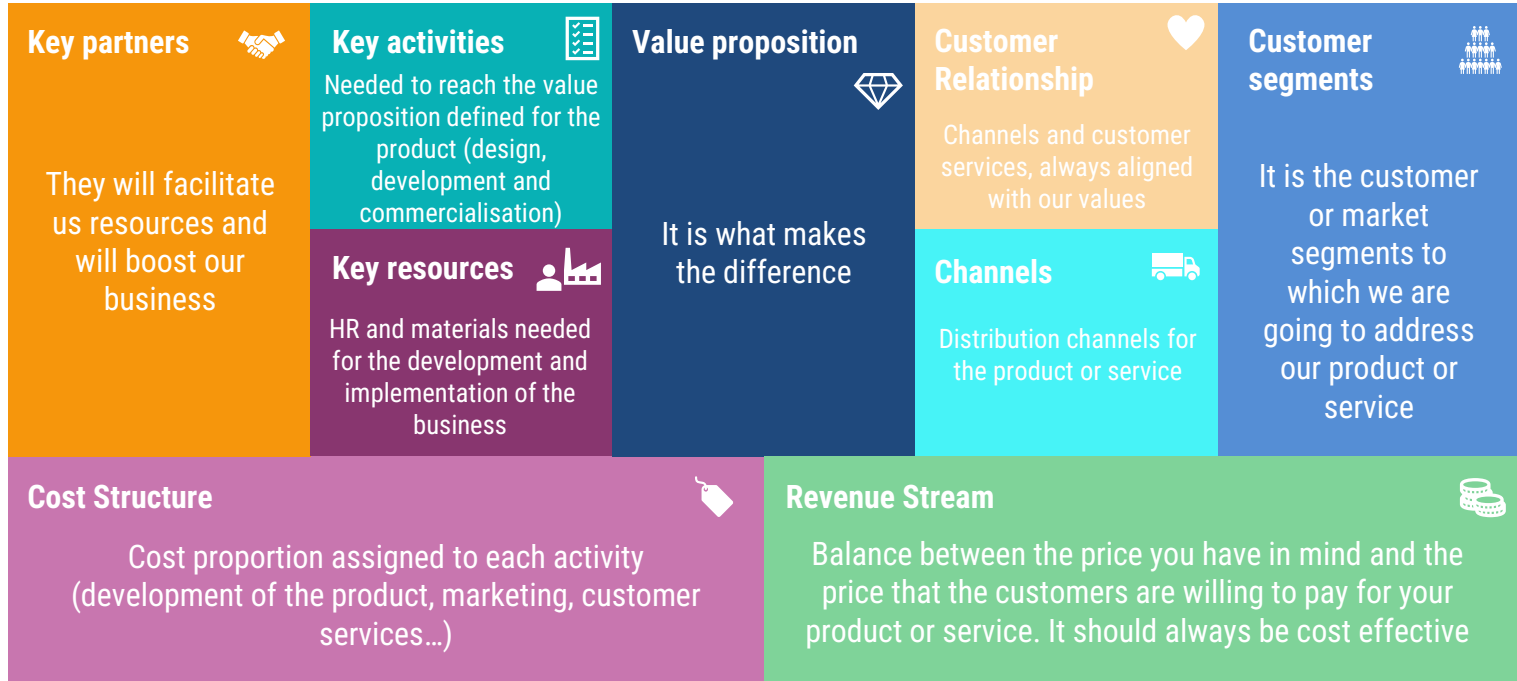 Key partners
They will facilitate
us resources and
will boost our
business
Key activities
Needed to reach the value
proposition defined for the
product (design,
development and
commercialisation)
Key resources
HR and materials needed
for the development and
implementation of the
business
Value proposition
It is what makes
the difference
Customer
Relationship
Channels and customer
services, always aligned
with our values
Channels
Distribution channels for
the product or service
Customer
segments
It is the customer
or market
segments to
which we are
going to address
our product or
service
Cost Structure
Cost proportion assigned to each activity
(development of the product, marketing, customer
services…)
Revenue Stream
Balance between the price you have in mind and the
price that the customers are willing to pay for your
product or service. It should always be cost effective